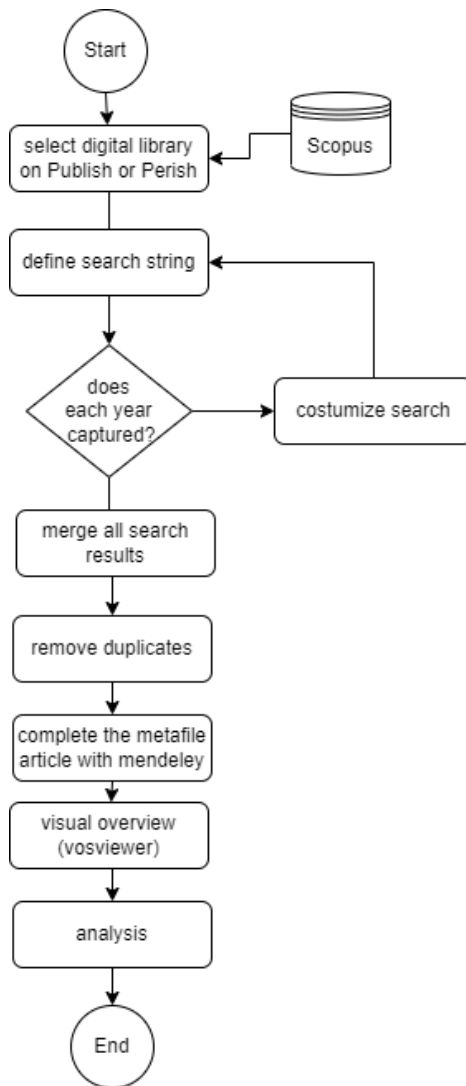 Start
select digital library
on Publish or Perish
Scopus
define search string
does
each year
captured?
costumize search
merge all search
results
remove duplicates
complete the metafile
article with mendeley
visual overview
(vosviewer)
analysis
End